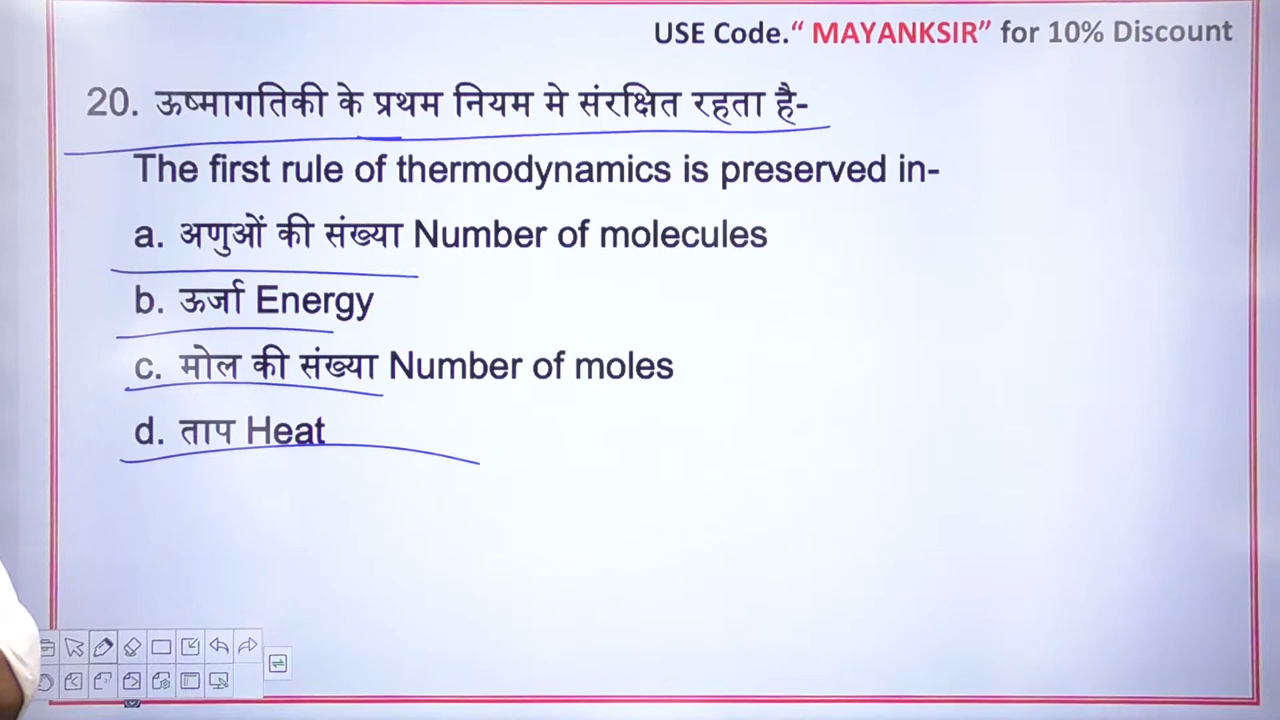 USE Code.“ MAYANKSIR” for 10% Discount
20. ऊष्मागतिकी के प्रथम नियम मे संरक्षित रहता है-
The first rule of thermodynamics is preserved in-
a. अणुओं की संख्या Number of molecules
b. ऊर्जा Energy
c. मोल की संख्या Number of moles
d. ताप Heat